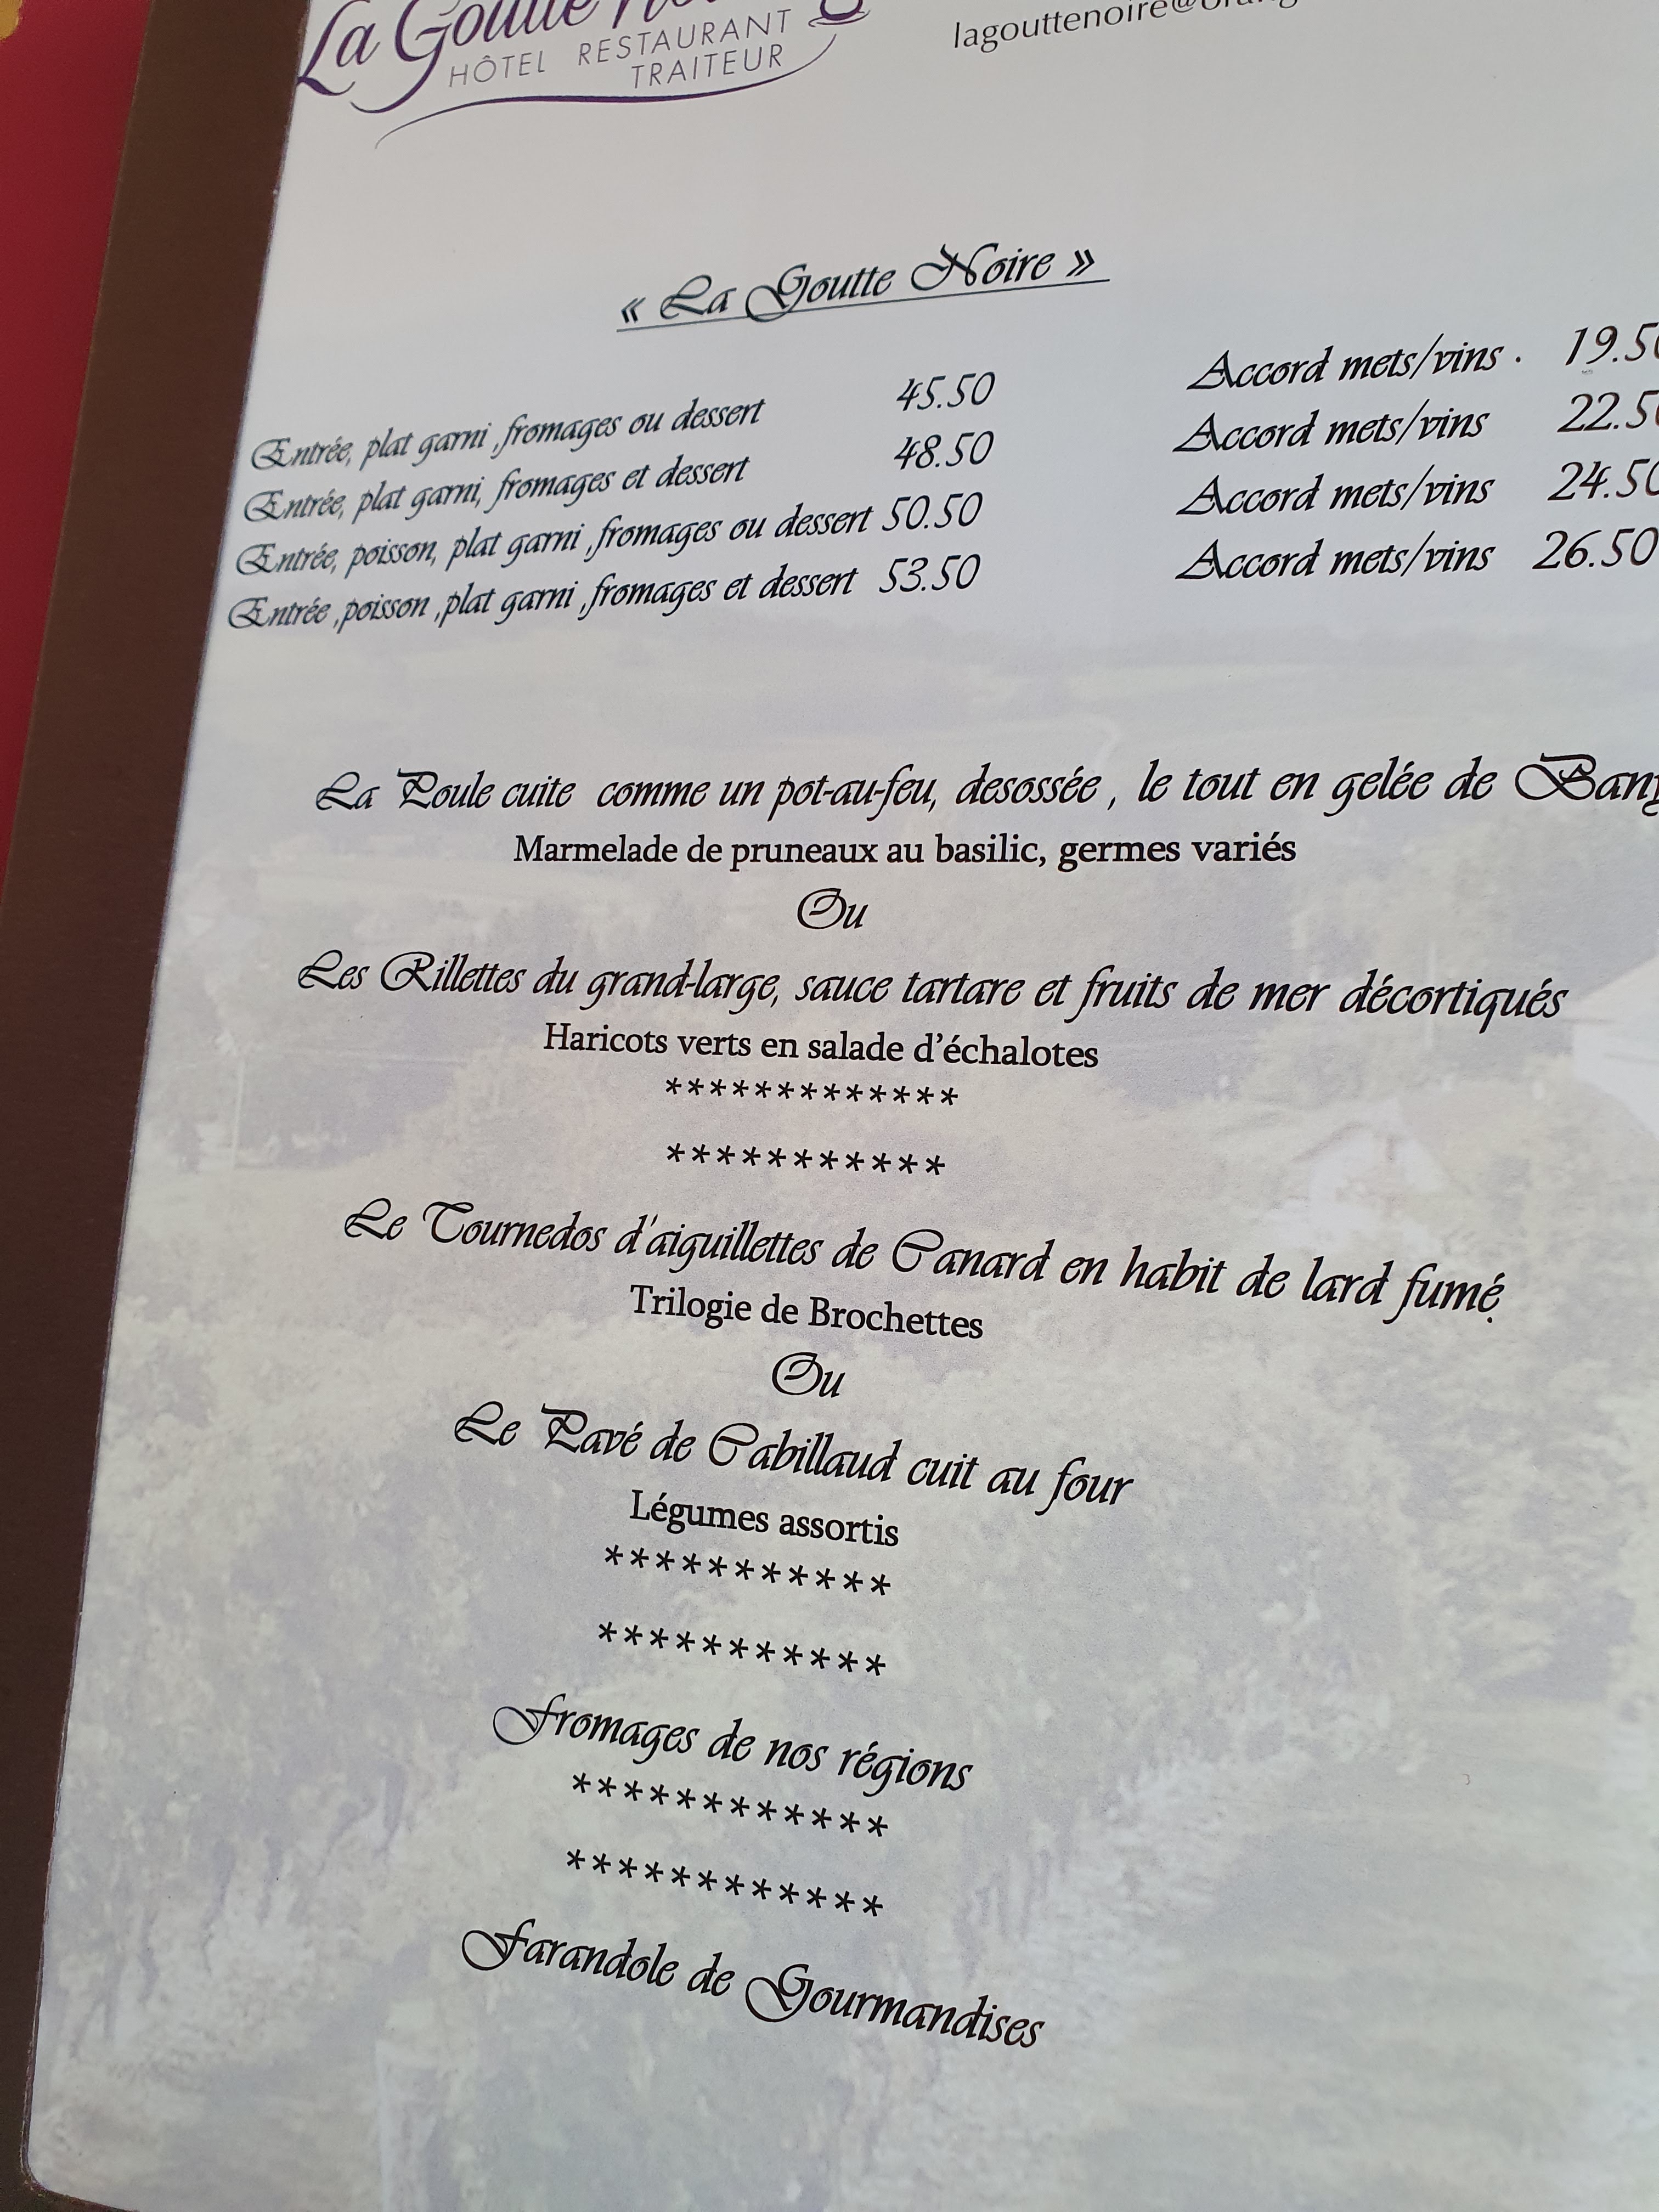 La Goutte
HÔTEL RESTAURANT
TRAITEUR
« La Goutte Noire »
Entrée, plat garni ,fromages ou dessert 45.50 Accord mets/vins . 19.50
Entrée, plat garni, fromages et dessert 48.50 Accord mets/vins 22.50
Entrée, poisson, plat garni ,fromages ou dessert 50.50 Accord mets/vins 24.50
Entrée ,poisson ,plat garni ,fromages et dessert 53.50 Accord mets/vins 26.50
La Poule cuite comme un pot-au-feu, desossée , le tout en gelée de
Marmelade de pruneaux au basilic, germes variés
Ou
Les Rillettes du grand-large, sauce tartare et fruits de mer décortiqués
Haricots verts en salade d'échalotes
*************
***********
Le Tournedos d'aiguillettes de Canard en habit de lard fumé.
Trilogie de Brochettes
Ou
Le Pavé de Cabillaud cuit au four
Légumes assortis
***********
***********
Fromages de nos régions
************
************
Farandole de Gourmandises